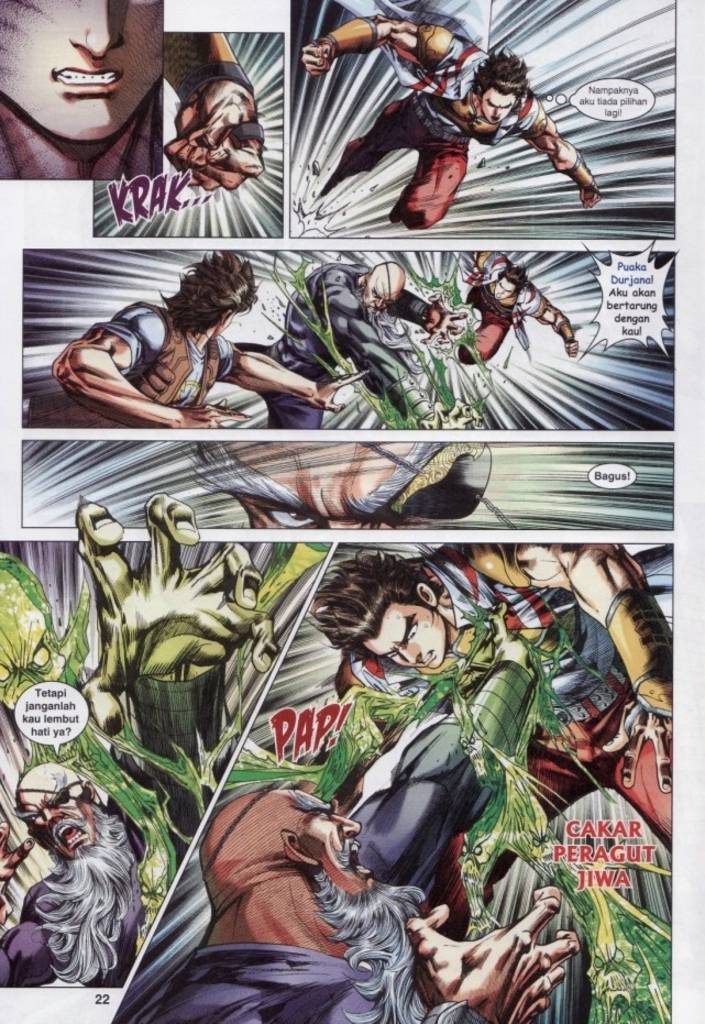 KRAK...
Nampaknya
aku tiada pilihan
lagi!
Puaka
Durjana!
Aku akan
bertarung
dengan
kau!
Bagus!
Tetapi
janganlah
kau lembut
hati ya?
PAP!
CAKAR
PERAGUT
JIWA
22